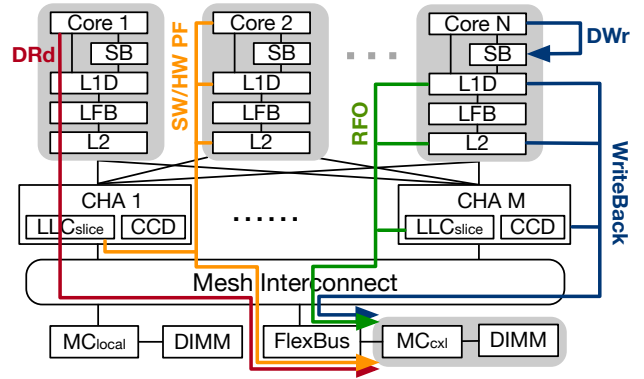 Core 1
SB
L1D
LFB
L2
DRd
SW/HW PF
Core 2
SB
L1D
LFB
L2
Core N
SB
L1D
LFB
L2
DWr
RFO
WriteBack
CHA 1
LLCslice
CCD
......
CHA M
LLCslice
CCD
Mesh Interconnect
MClocal
DIMM
FlexBus
MCcxl
DIMM